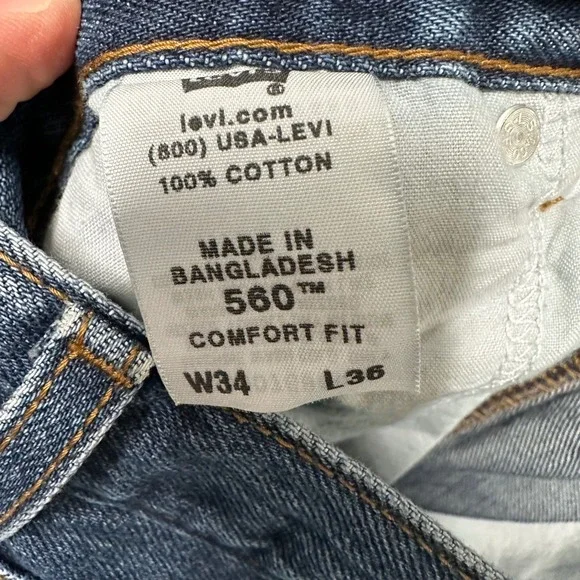 ®
levi.com
(800) USA-LEVI
100% COTTON
MADE IN
BANGLADESH
560™
COMFORT FIT
W34 L36